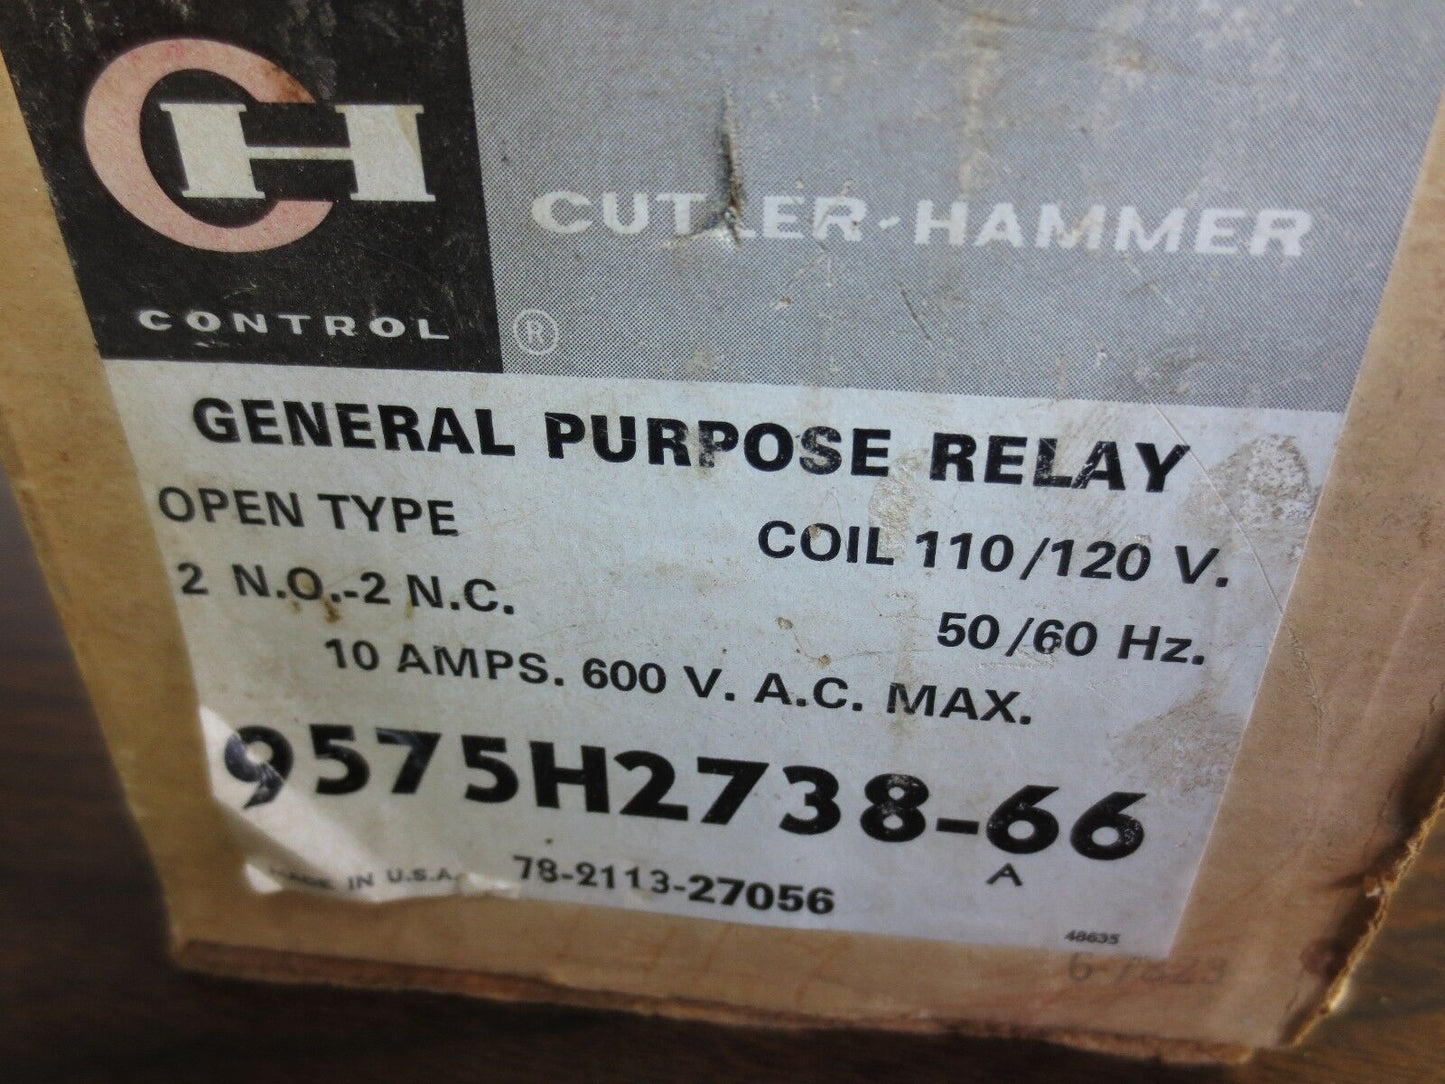 CH
CUTLER-HAMMER
CONTROL ®
GENERAL PURPOSE RELAY
OPEN TYPE
COIL 110/120 V.
2 N.O.-2 N.C.
50/60 Hz.
10 AMPS. 600 V. A.C. MAX.
9575H2738-66
A
MADE IN U.S.A. 78-2113-27056
48635